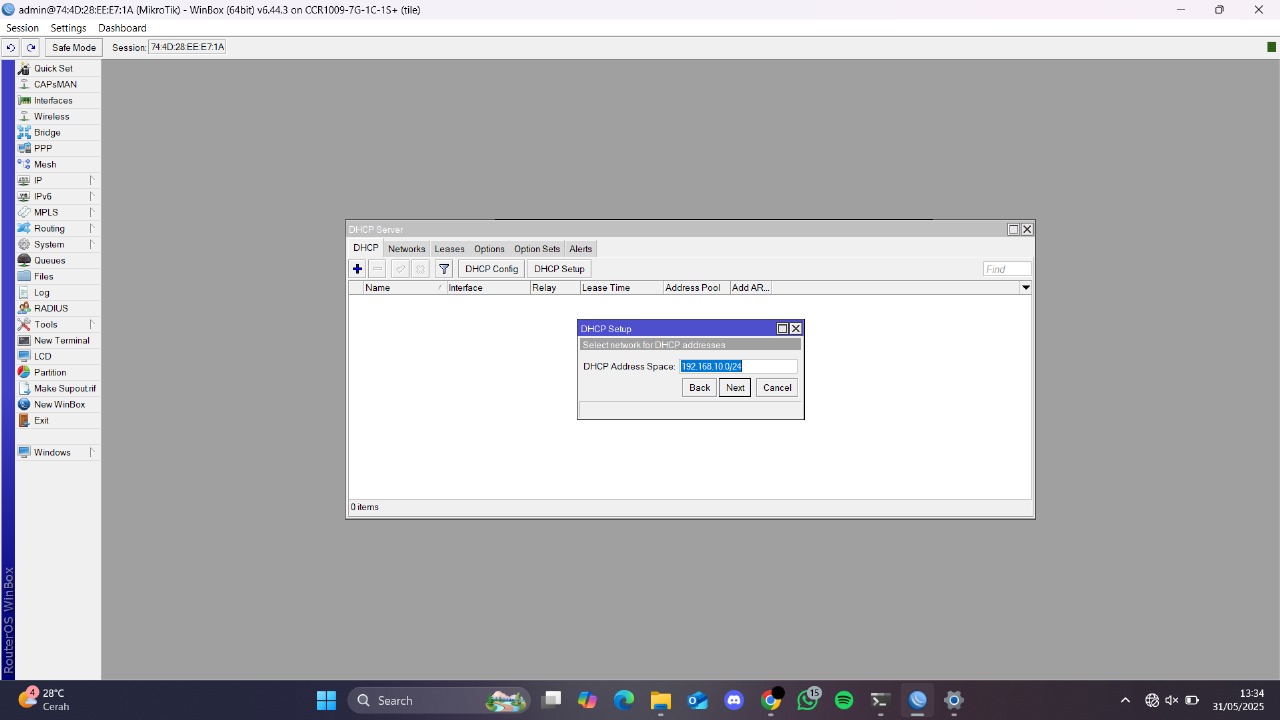 admin@74:4D:28:EE:E7:1A (MikroTik) - WinBox (64bit) v6.44.3 on CCR1009-7G-1C-1S+ (tile)
Session Settings Dashboard
Safe Mode Session: 74:4D:28:EE:E7:1A
Quick Set
CAPsMAN
Interfaces
Wireless
Bridge
PPP
Mesh
IP
IPv6
MPLS
Routing
System
Queues
Files
Log
RADIUS
Tools
New Terminal
LCD
Partition
Make Supout.rif
New WinBox
Exit
Windows
RouterOS WinBox
DHCP Server
DHCP Networks Leases Options Option Sets Alerts
DHCP Config DHCP Setup Find
Name Interface Relay Lease Time Address Pool Add AR...
DHCP Setup
Select network for DHCP addresses
DHCP Address Space: 192.168.10.0/24
Back Next Cancel
0 items
4
28°C
Cerah
Search
15
13:34
31/05/2025